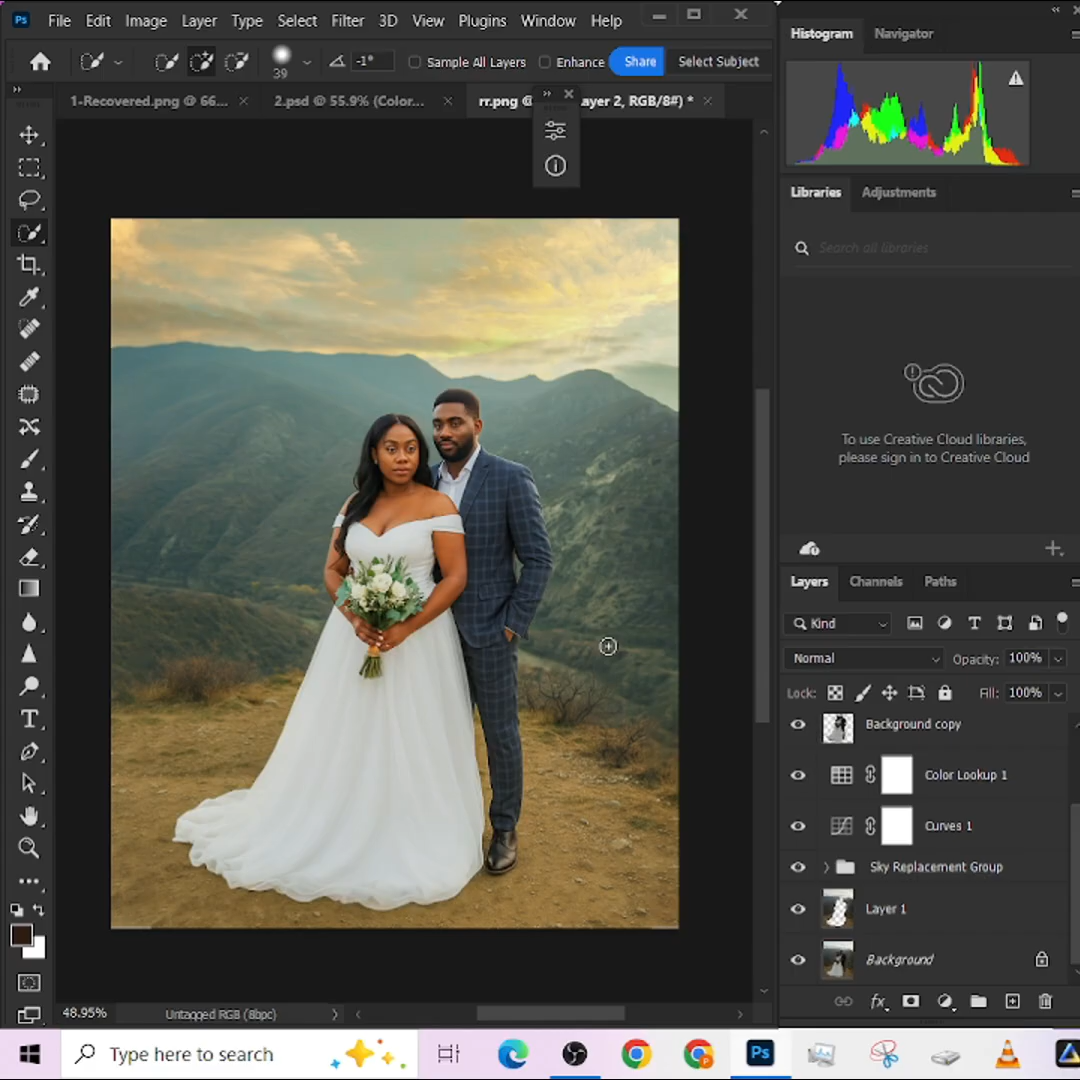 Ps File Edit Image Layer Type Select Filter 3D View Plugins Window Help
39 -1° Sample All Layers Enhance Share Select Subject
1-Recovered.png @ 66... 2.psd @ 55.9% (Color... rr.png @ ayer 2, RGB/8#) *
Histogram Navigator
Libraries Adjustments
Search all libraries
To use Creative Cloud libraries,
please sign in to Creative Cloud
Layers Channels Paths
Kind
Normal Opacity: 100%
Lock: Fill: 100%
Background copy
Color Lookup 1
Curves 1
Sky Replacement Group
Layer 1
Background
fx
48.95% Untagged RGB (8bpc)
Type here to search
Ps